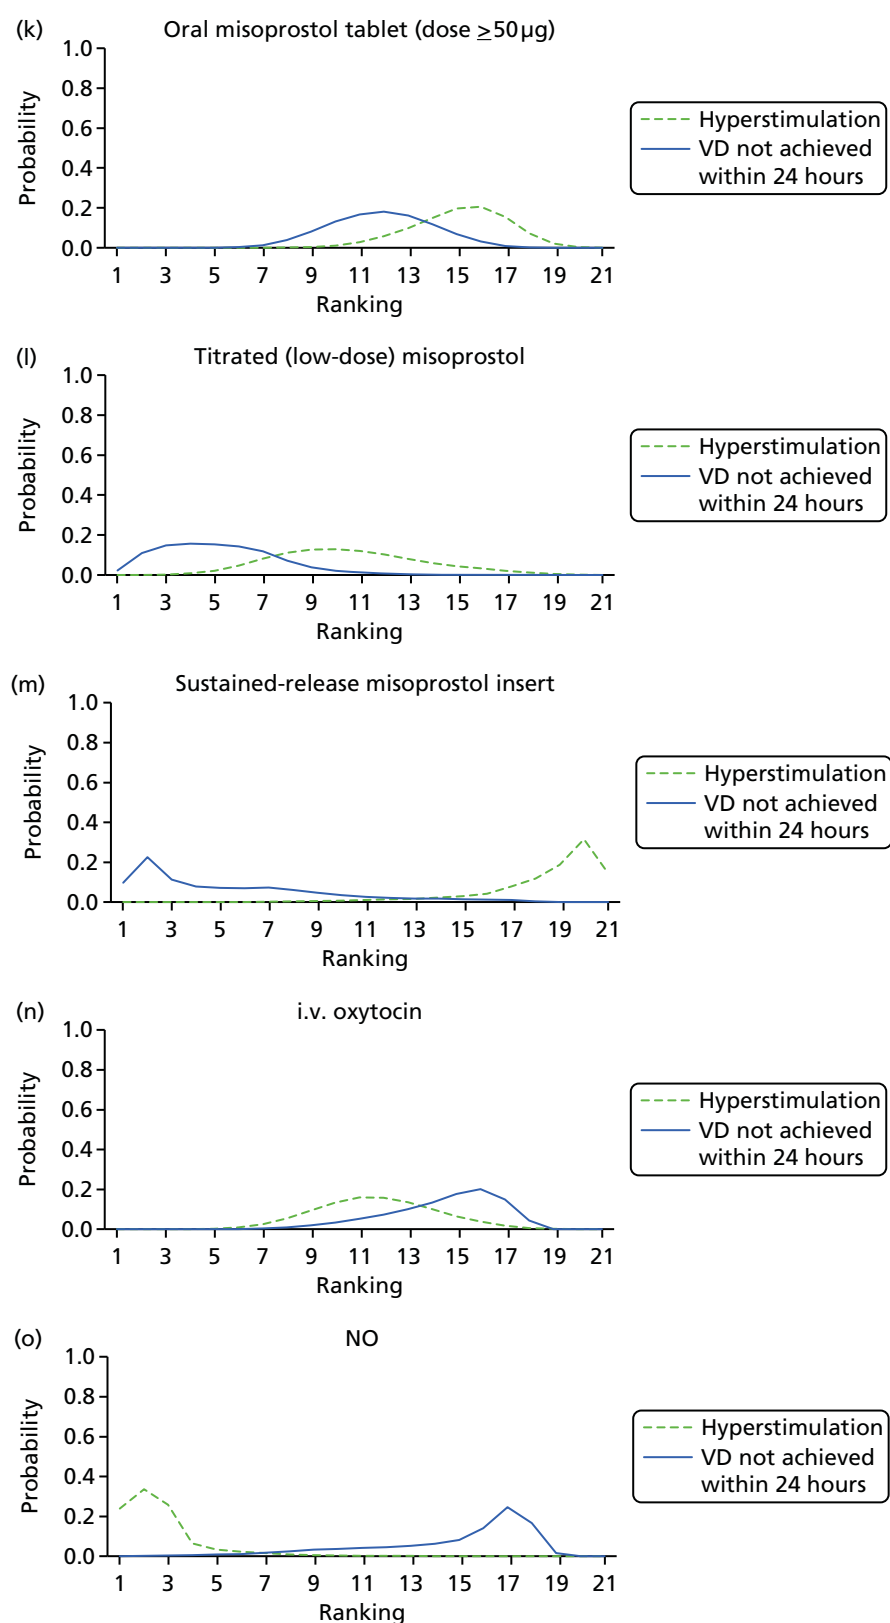 (k)
Oral misoprostol tablet (dose ≥50µg)
1.0
0.8
0.6
0.4
0.2
0.0
Probability
1 3 5 7 9 11 13 15 17 19 21
Ranking
Hyperstimulation
VD not achieved
within 24 hours
(l)
Titrated (low-dose) misoprostol
1.0
0.8
0.6
0.4
0.2
0.0
Probability
1 3 5 7 9 11 13 15 17 19 21
Ranking
Hyperstimulation
VD not achieved
within 24 hours
(m)
Sustained-release misoprostol insert
1.0
0.8
0.6
0.4
0.2
0.0
Probability
1 3 5 7 9 11 13 15 17 19 21
Ranking
Hyperstimulation
VD not achieved
within 24 hours
(n)
i.v. oxytocin
1.0
0.8
0.6
0.4
0.2
0.0
Probability
1 3 5 7 9 11 13 15 17 19 21
Ranking
Hyperstimulation
VD not achieved
within 24 hours
(o)
NO
1.0
0.8
0.6
0.4
0.2
0.0
Probability
1 3 5 7 9 11 13 15 17 19 21
Ranking
Hyperstimulation
VD not achieved
within 24 hours